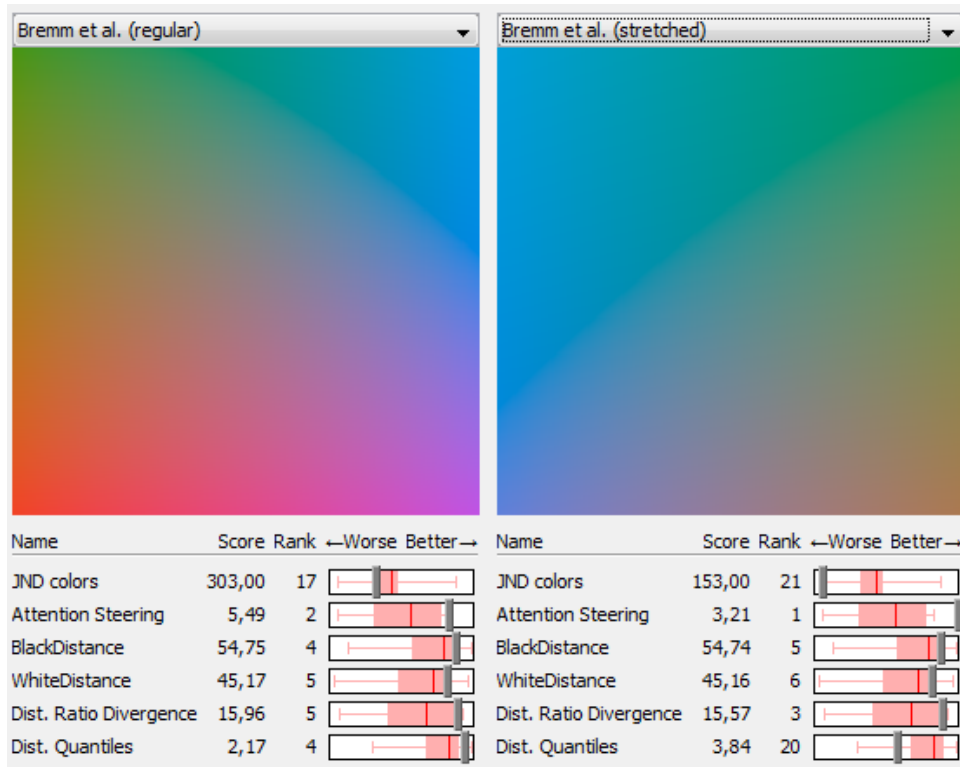 Bremm et al. (regular)
Bremm et al. (stretched)
Name Score Rank ←Worse Better→
JND colors 303,00 17
Attention Steering 5,49 2
BlackDistance 54,75 4
WhiteDistance 45,17 5
Dist. Ratio Divergence 15,96 5
Dist. Quantiles 2,17 4
Name Score Rank ←Worse Better→
JND colors 153,00 21
Attention Steering 3,21 1
BlackDistance 54,74 5
WhiteDistance 45,16 6
Dist. Ratio Divergence 15,57 3
Dist. Quantiles 3,84 20